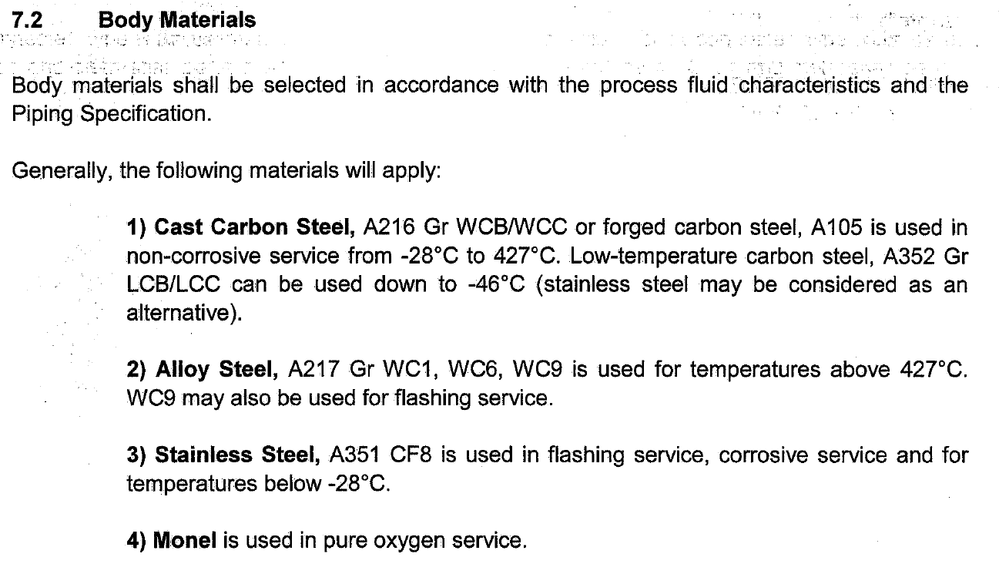 7.2 Body Materials
Body materials shall be selected in accordance with the process fluid characteristics and the
Piping Specification.
Generally, the following materials will apply:
1) Cast Carbon Steel, A216 Gr WCB/WCC or forged carbon steel, A105 is used in
non-corrosive service from -28°C to 427°C. Low-temperature carbon steel, A352 Gr
LCB/LCC can be used down to -46°C (stainless steel may be considered as an
alternative).
2) Alloy Steel, A217 Gr WC1, WC6, WC9 is used for temperatures above 427°C.
WC9 may also be used for flashing service.
3) Stainless Steel, A351 CF8 is used in flashing service, corrosive service and for
temperatures below -28°C.
4) Monel is used in pure oxygen service.